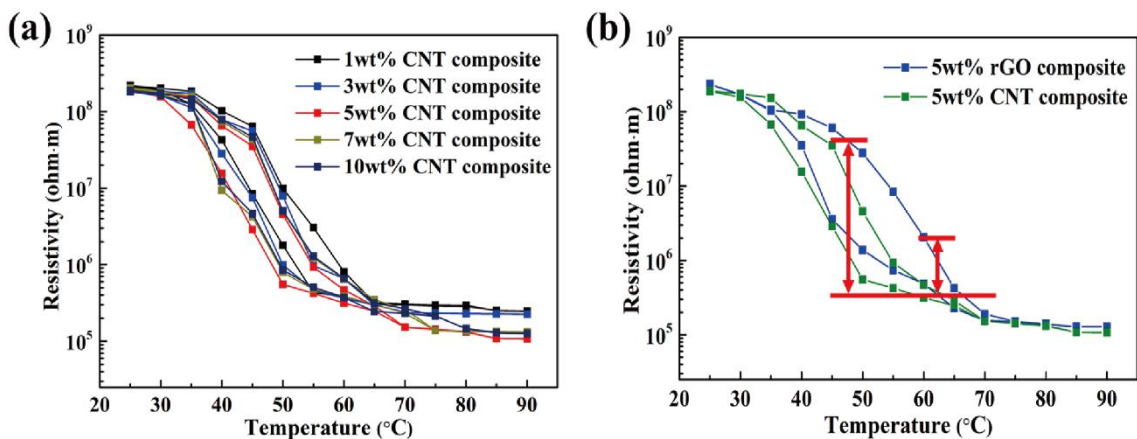 (a)
10⁹
10⁸
10⁷
10⁶
10⁵
Resistivity (ohm·m)
1wt% CNT composite
3wt% CNT composite
5wt% CNT composite
7wt% CNT composite
10wt% CNT composite
20 30 40 50 60 70 80 90
Temperature (°C)
(b)
10⁹
10⁸
10⁷
10⁶
10⁵
Resistivity (ohm·m)
5wt% rGO composite
5wt% CNT composite
20 30 40 50 60 70 80 90
Temperature (°C)